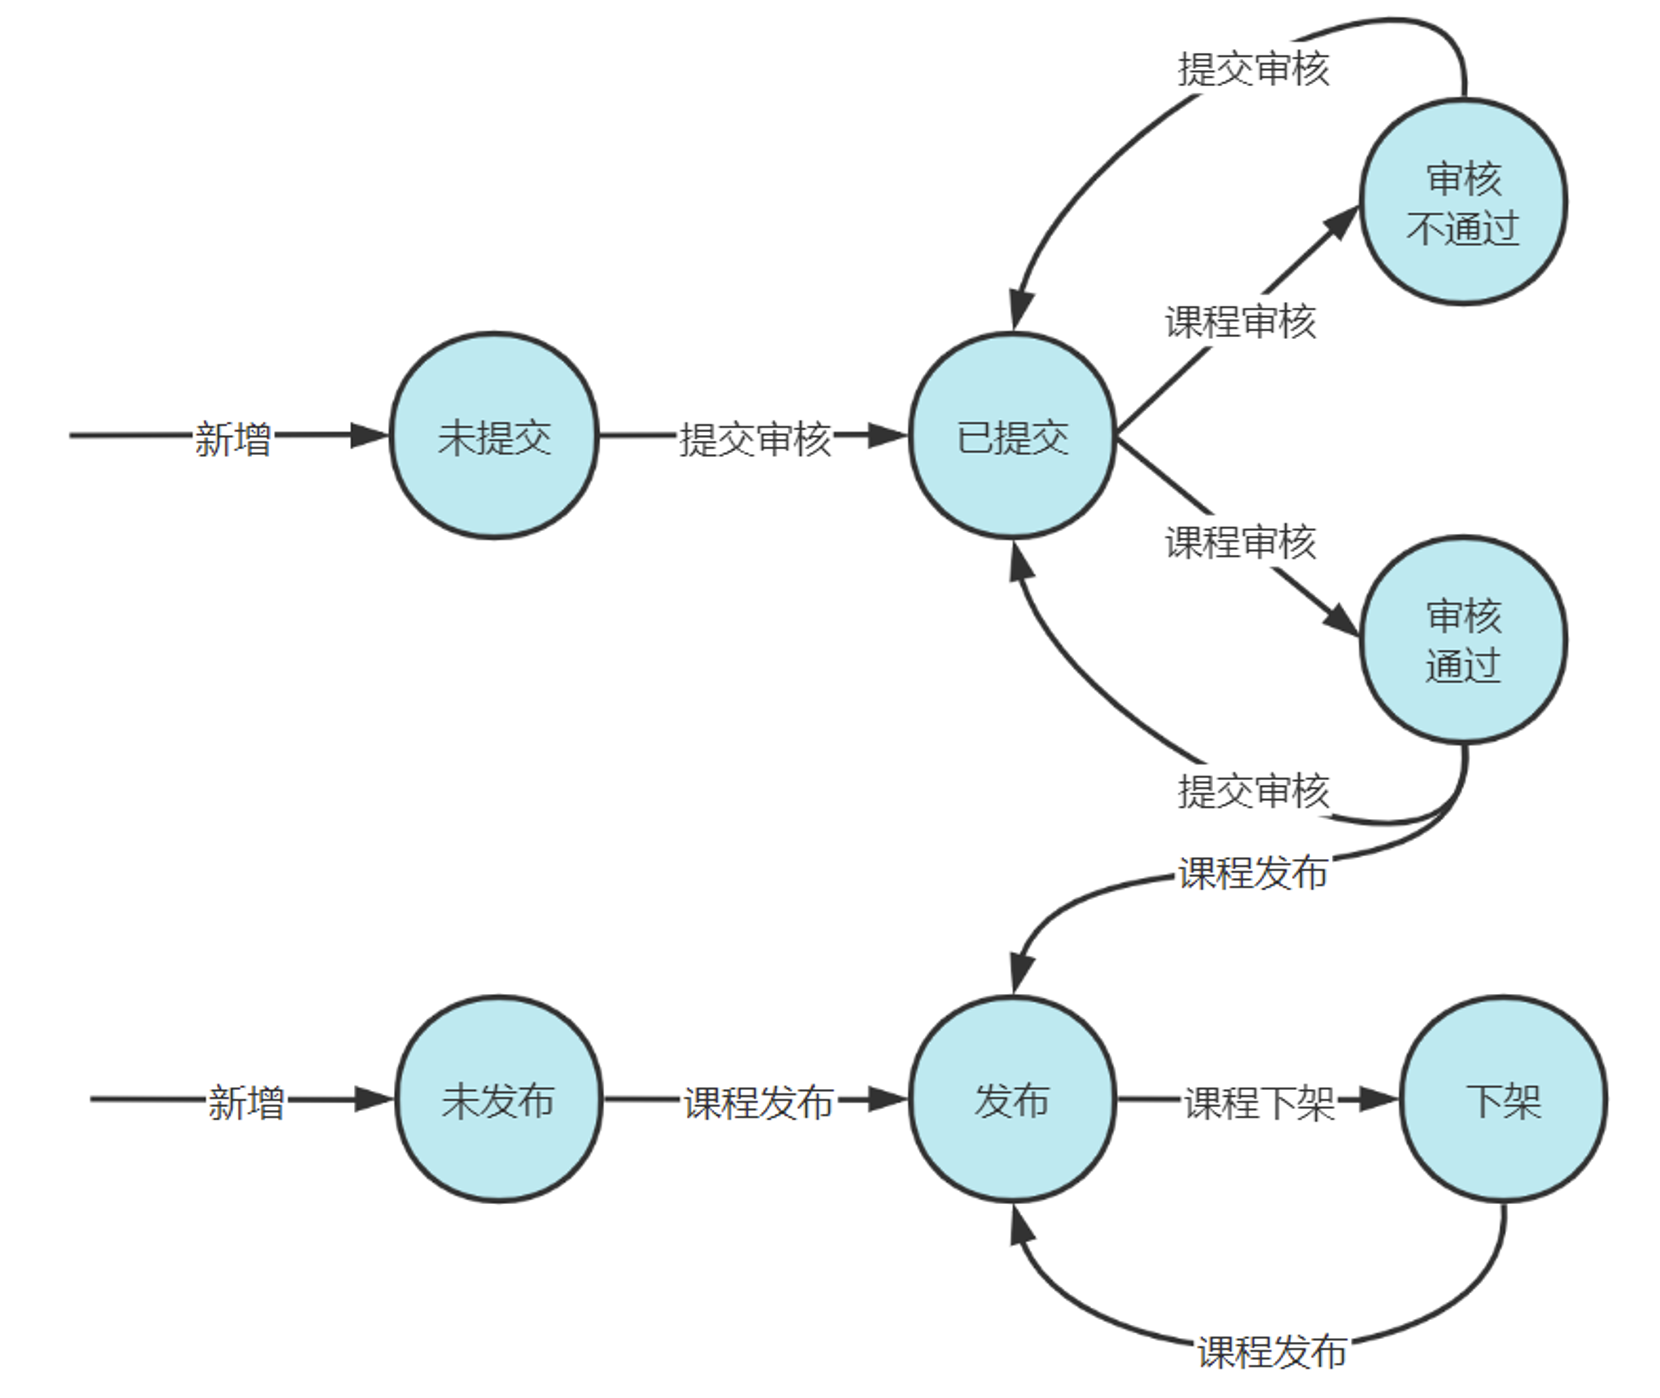 提交审核
审核
不通过
课程审核
新增
未提交
提交审核
已提交
课程审核
审核
通过
提交审核
课程发布
新增
未发布
课程发布
发布
课程下架
下架
课程发布